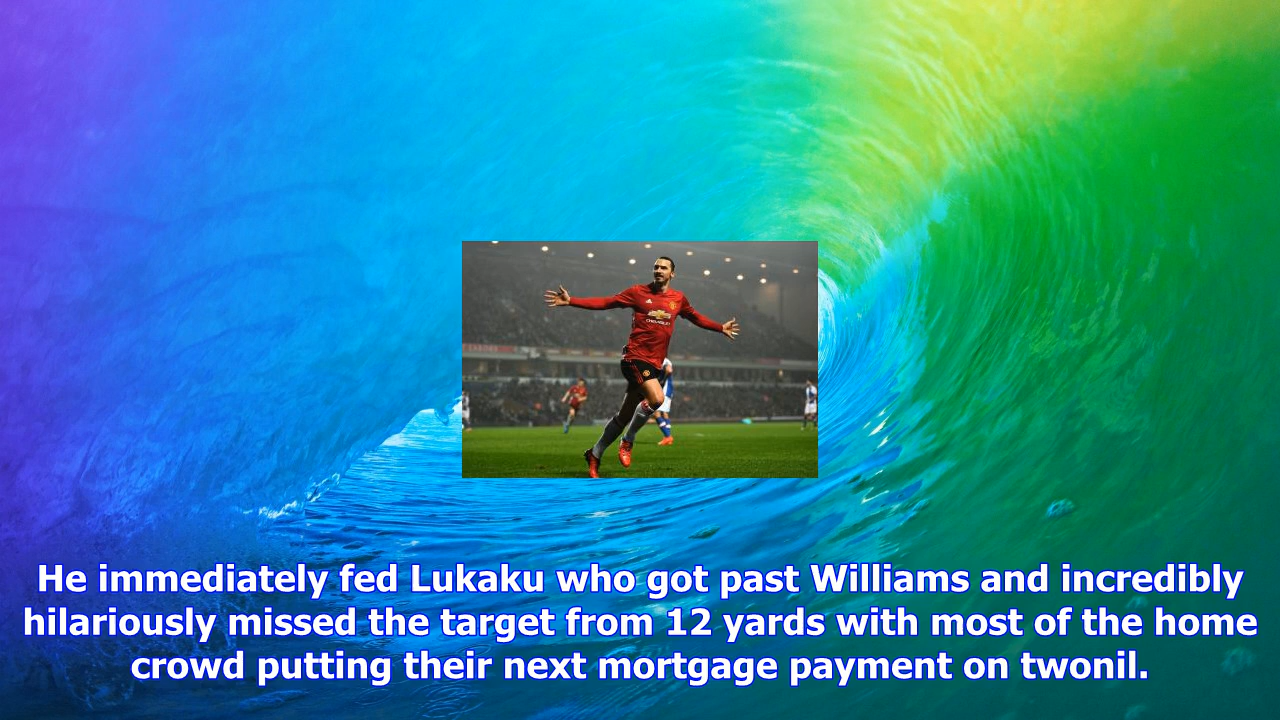 CHEVROLET
He immediately fed Lukaku who got past Williams and incredibly
hilariously missed the target from 12 yards with most of the home
crowd putting their next mortgage payment on twonil.